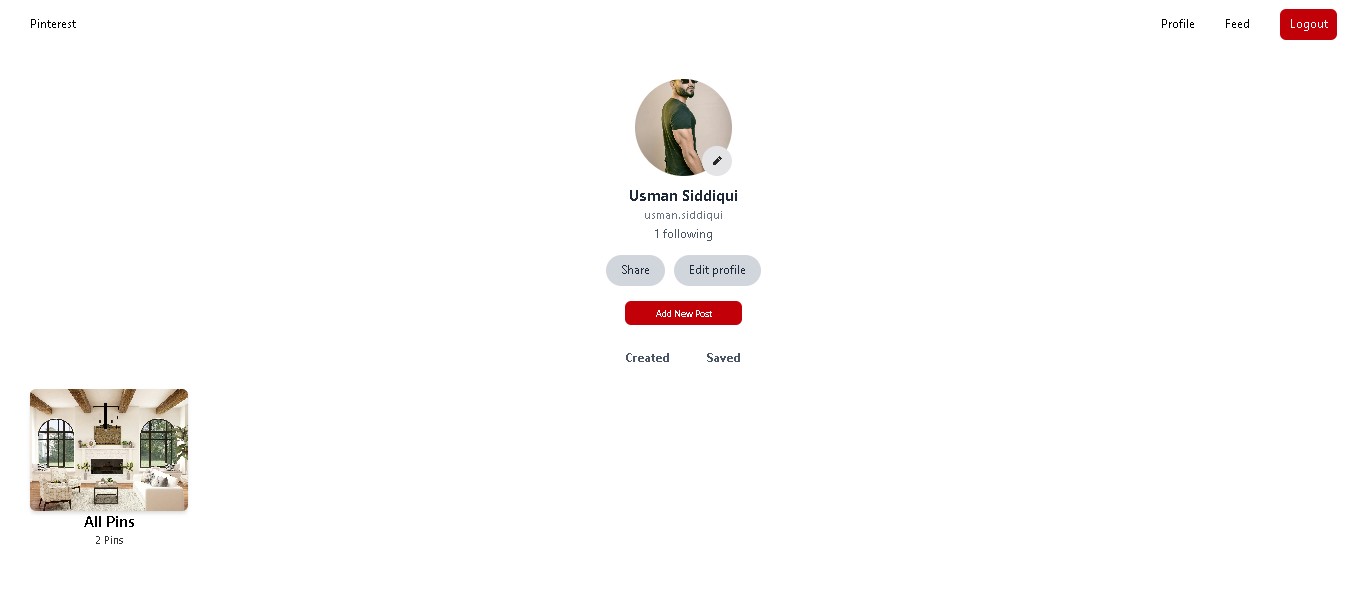 Pinterest
Profile
Feed
Logout
Usman Siddiqui
usman.siddiqui
1 following
Share
Edit profile
Add New Post
Created
Saved
All Pins
2 Pins